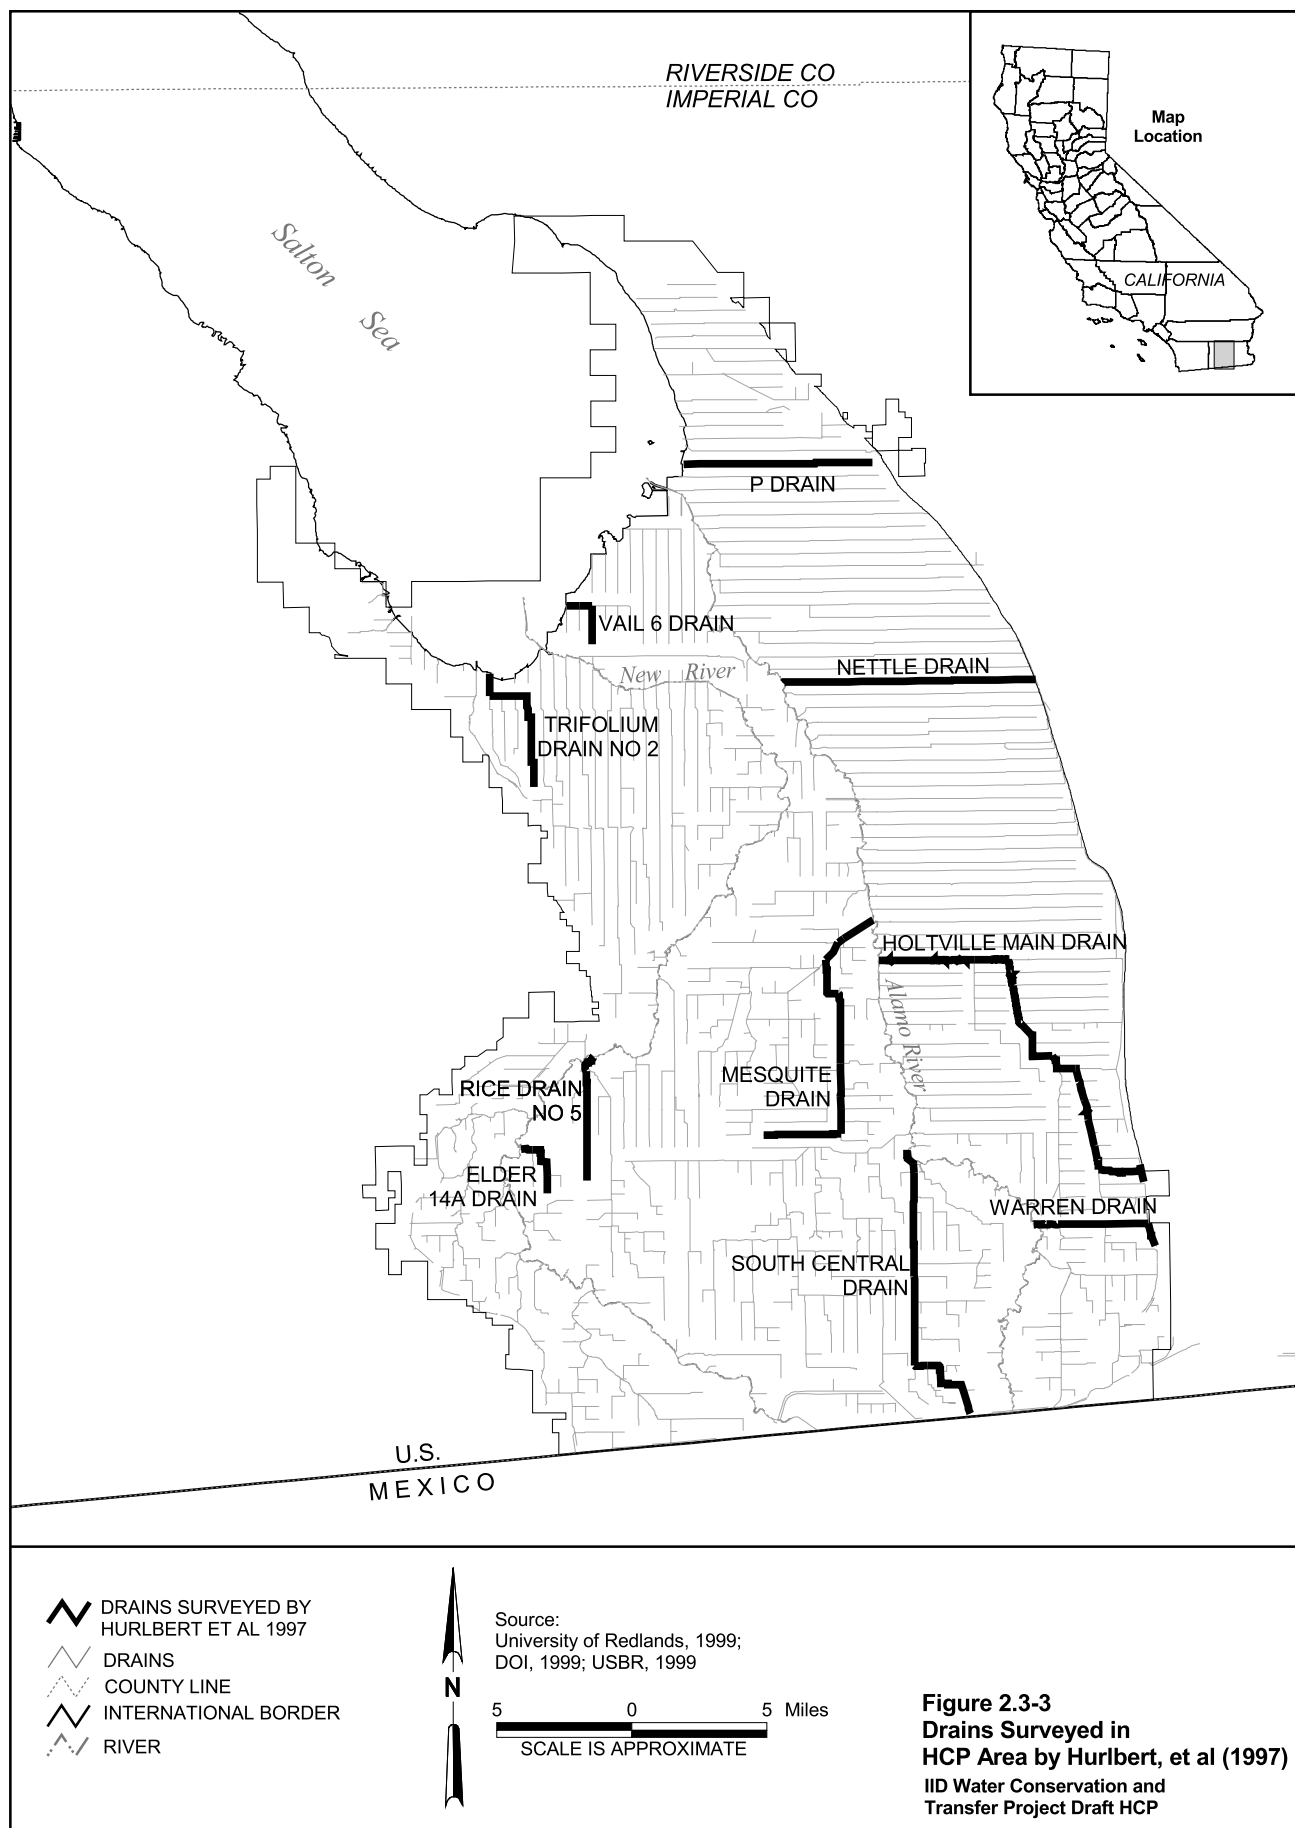 RIVERSIDE CO
IMPERIAL CO
Map
Location
CALIFORNIA
Salton
Sea
P DRAIN
VAIL 6 DRAIN
New River
NETTLE DRAIN
TRIFOLIUM
DRAIN NO 2
HOLTVILLE MAIN DRAIN
Alamo River
MESQUITE
DRAIN
RICE DRAIN
NO 5
ELDER
14A DRAIN
WARREN DRAIN
SOUTH CENTRAL
DRAIN
U.S.
MEXICO
DRAINS SURVEYED BY
HURLBERT ET AL 1997
DRAINS
COUNTY LINE
INTERNATIONAL BORDER
RIVER
N
Source:
University of Redlands, 1999;
DOI, 1999; USBR, 1999
5 0 5 Miles
SCALE IS APPROXIMATE
Figure 2.3-3
Drains Surveyed in
HCP Area by Hurlbert, et al (1997)
IID Water Conservation and
Transfer Project Draft HCP